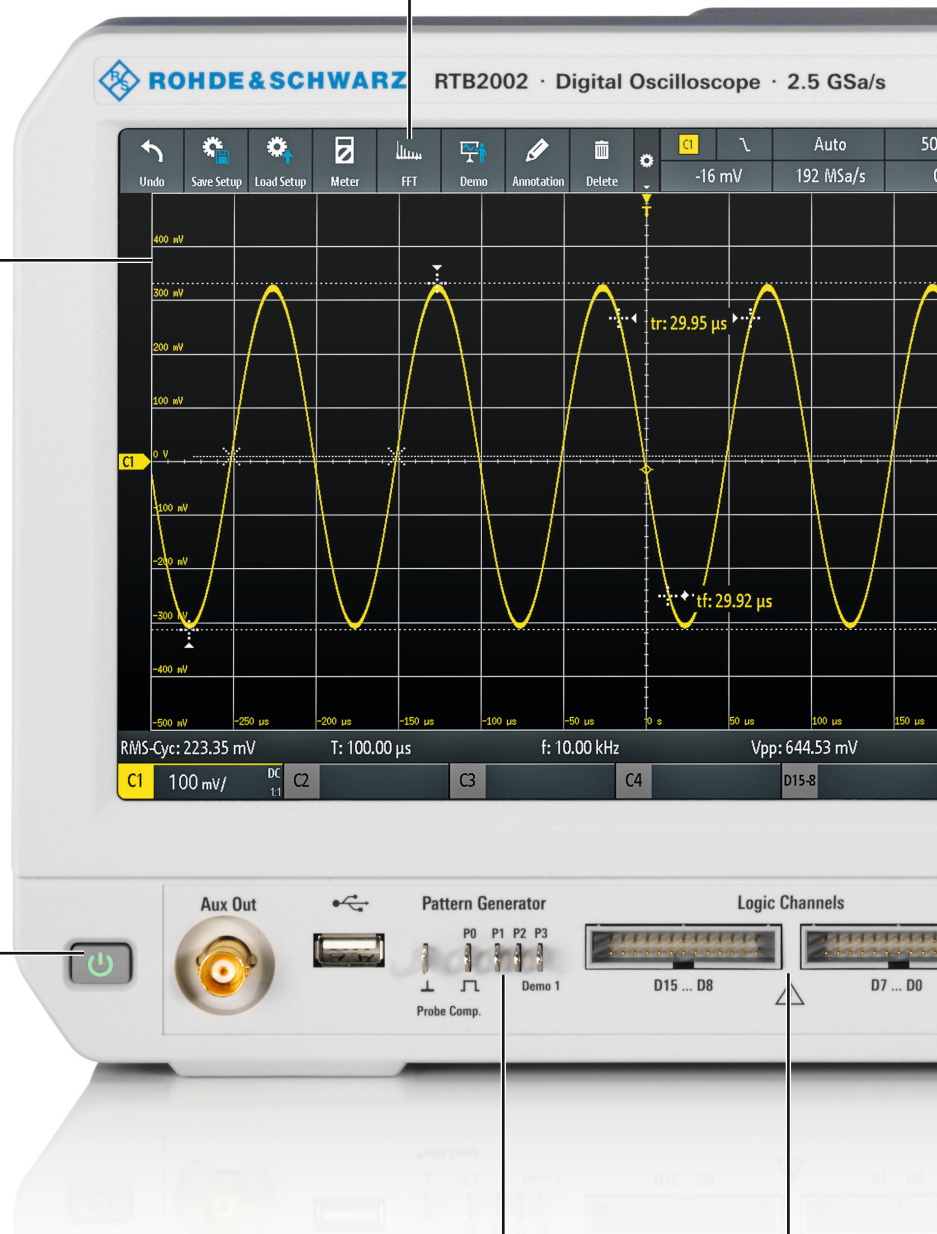 ROHDE & SCHWARZ RTB2002 · Digital Oscilloscope · 2.5 GSa/s
Undo Save Setup Load Setup Meter FFT Demo Annotation Delete
C1 Auto 50
-16 mV 192 MSa/s
T
400 mV
300 mV
tr: 29.95 µs
200 mV
100 mV
C1 0 V
-100 mV
-200 mV
tf: 29.92 µs
-300 mV
-400 mV
-500 mV -250 µs -200 µs -150 µs -100 µs -50 µs 0 s 50 µs 100 µs 150 µs
RMS-Cyc: 223.35 mV T: 100.00 µs f: 10.00 kHz Vpp: 644.53 mV
C1 100 mV/ DC 1:1 C2 C3 C4 D15-8
Aux Out Pattern Generator Logic Channels
P0 P1 P2 P3
Demo 1 D15 ... D8 D7 ... D0
Probe Comp.